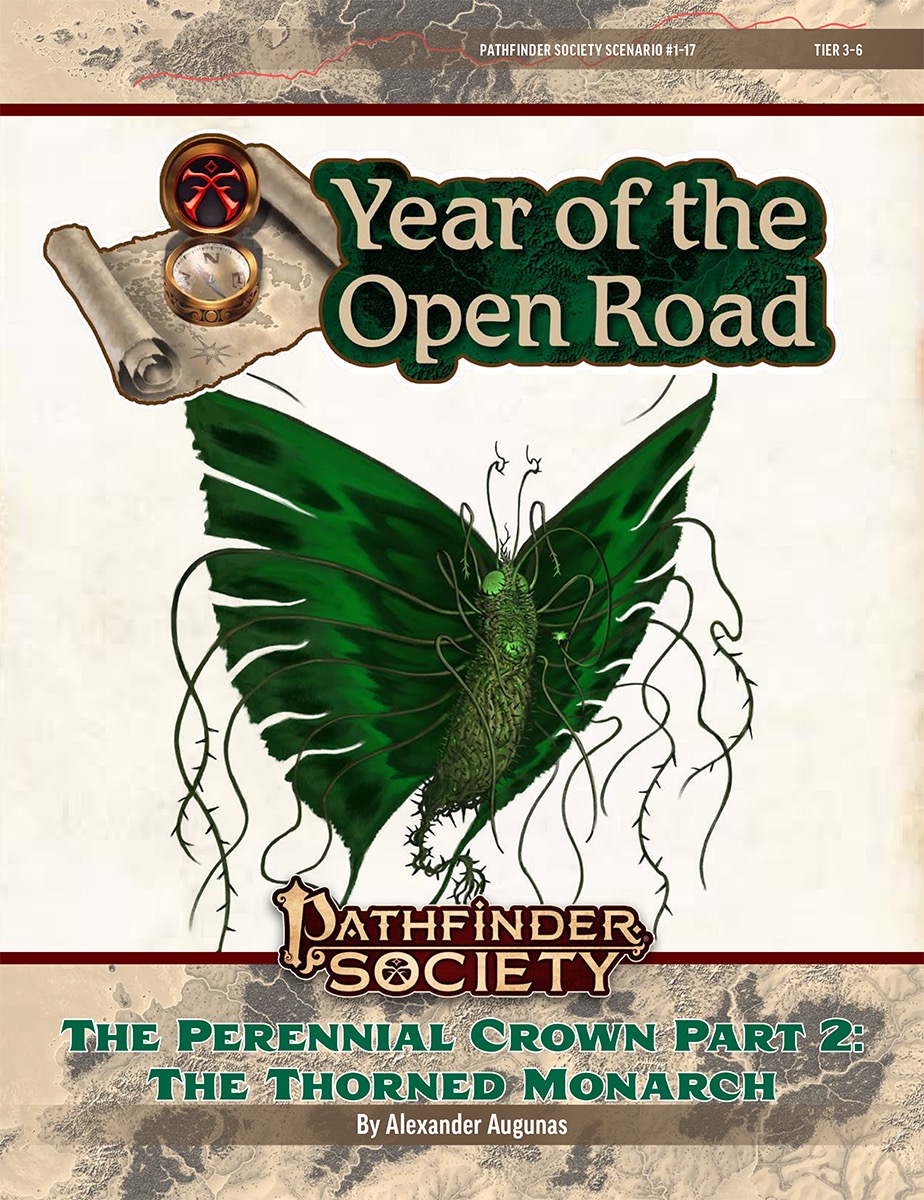 PATHFINDER SOCIETY SCENARIO #1-17 TIER 3-6
Year of the
Open Road
N
PATHFINDER
SOCIETY
THE PERENNIAL CROWN PART 2:
THE THORNED MONARCH
By Alexander Augunas